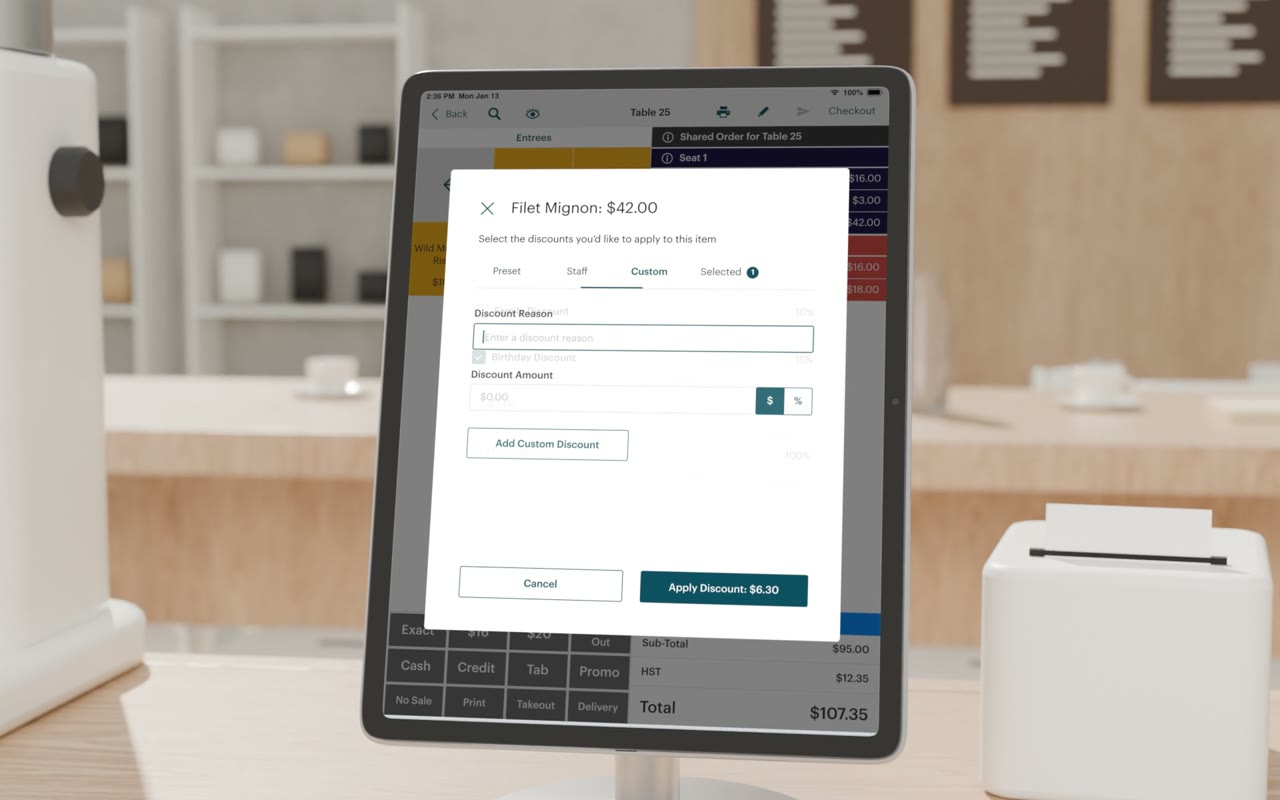 2:36 PM Mon Jan 13
100%
Back
Table 25
Checkout
Entrees
Shared Order for Table 25
Seat 1
$16.00
$3.00
$42.00
$16.00
$18.00
Wild
Filet Mignon: $42.00
Select the discounts you'd like to apply to this item
Preset Staff Custom Selected 1
10%
Discount Reason
Enter a discount reason
Birthday Discount 15%
Discount Amount
$0.00 $ %
Add Custom Discount
100%
Cancel Apply Discount: $6.30
Exact $10 $20 Out
Cash Credit Tab Promo
No Sale Print Takeout Delivery
Sub-Total $95.00
HST $12.35
Total $107.35